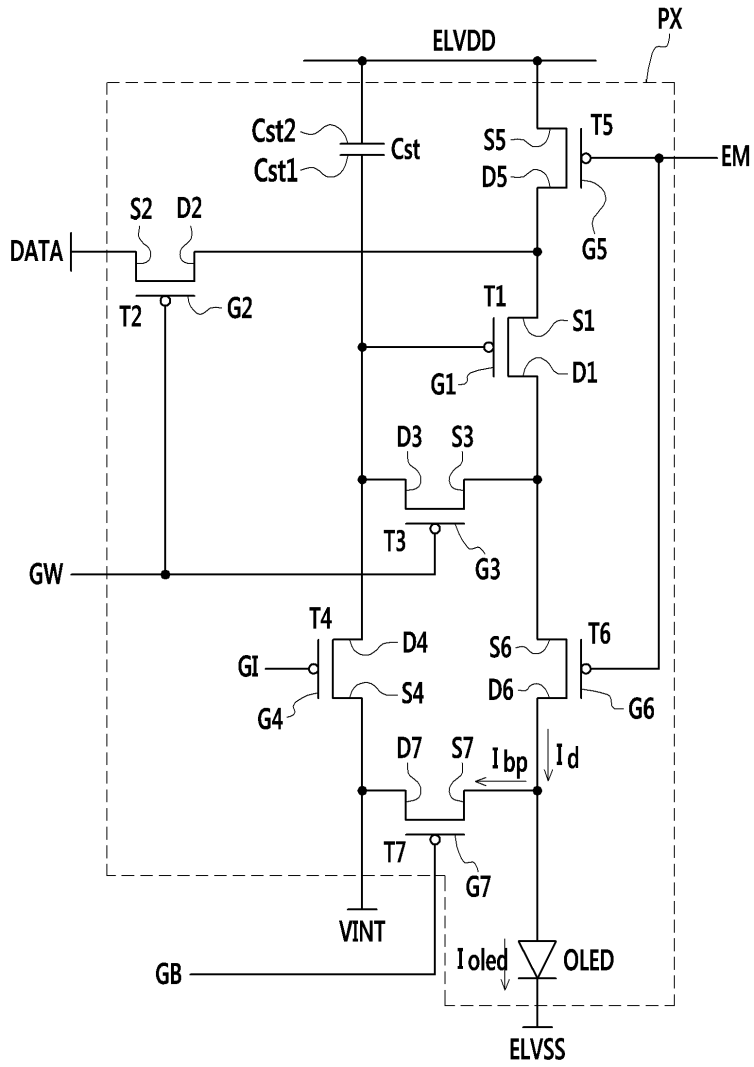 PX
ELVDD
Cst2
Cst1
Cst
S5
T5
D5
EM
G5
S2
D2
DATA
T2
G2
T1
S1
G1
D1
D3
S3
T3
G3
GW
T4
D4
GI
S4
G4
S6
T6
D6
G6
D7
S7
Ibp
Id
T7
G7
VINT
GB
Ioled
OLED
ELVSS